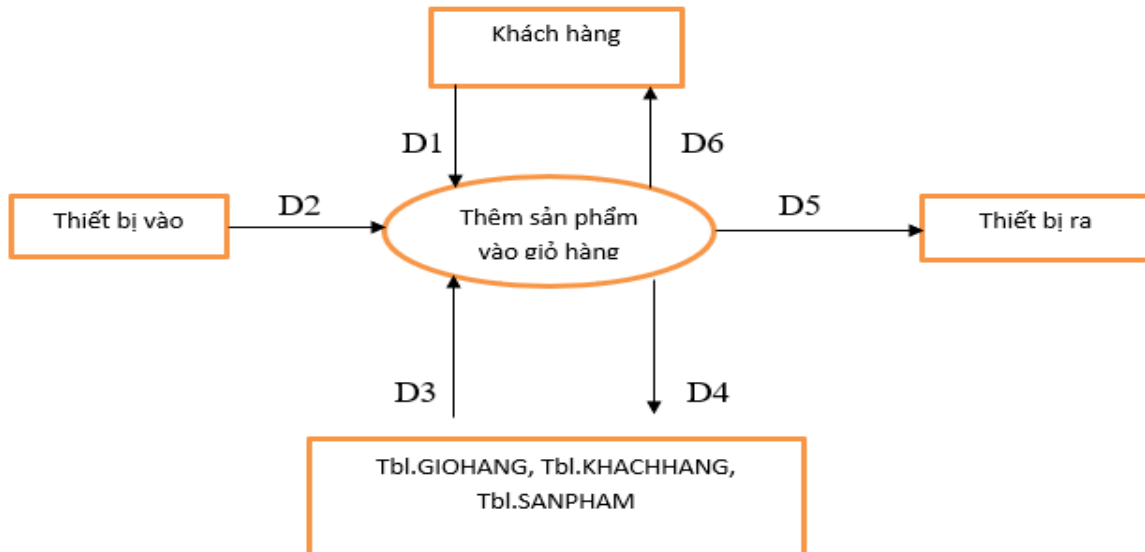 Khách hàng
D1
D6
Thiết bị vào
D2
Thêm sản phẩm
vào giỏ hàng
D5
Thiết bị ra
D3
D4
Tbl.GIOHANG, Tbl.KHACHHANG,
Tbl.SANPHAM